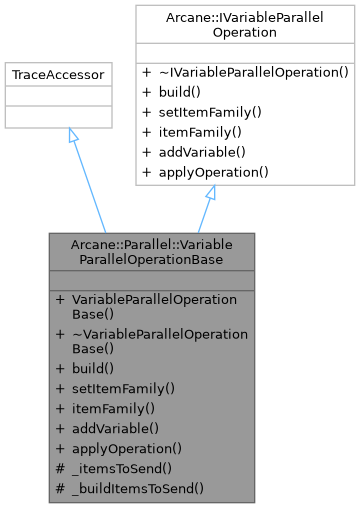 Arcane::IVariableParallel
Operation
+ ~IVariableParallelOperation()
+ build()
+ setItemFamily()
+ itemFamily()
+ addVariable()
+ applyOperation()
TraceAccessor
Arcane::Parallel::Variable
ParallelOperationBase
+ VariableParallelOperation
Base()
+ ~VariableParallelOperation
Base()
+ build()
+ setItemFamily()
+ itemFamily()
+ addVariable()
+ applyOperation()
# _itemsToSend()
# _buildItemsToSend()